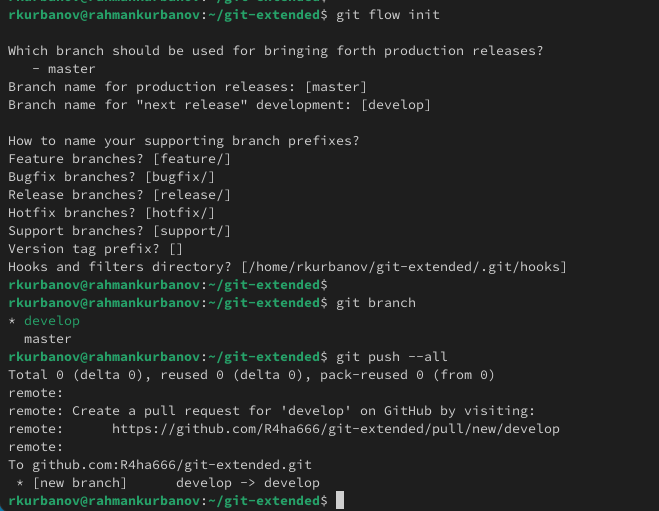 rkurbanov@rahmankurbanov:~/git-extended$ git flow init

Which branch should be used for bringing forth production releases?
   - master
Branch name for production releases: [master]
Branch name for "next release" development: [develop]

How to name your supporting branch prefixes?
Feature branches? [feature/]
Bugfix branches? [bugfix/]
Release branches? [release/]
Hotfix branches? [hotfix/]
Support branches? [support/]
Version tag prefix? []
Hooks and filters directory? [/home/rkurbanov/git-extended/.git/hooks]
rkurbanov@rahmankurbanov:~/git-extended$
rkurbanov@rahmankurbanov:~/git-extended$ git branch
* develop
  master
rkurbanov@rahmankurbanov:~/git-extended$ git push --all
Total 0 (delta 0), reused 0 (delta 0), pack-reused 0 (from 0)
remote:
remote: Create a pull request for 'develop' on GitHub by visiting:
remote:      https://github.com/R4ha666/git-extended/pull/new/develop
remote:
To github.com:R4ha666/git-extended.git
 * [new branch]      develop -> develop
rkurbanov@rahmankurbanov:~/git-extended$